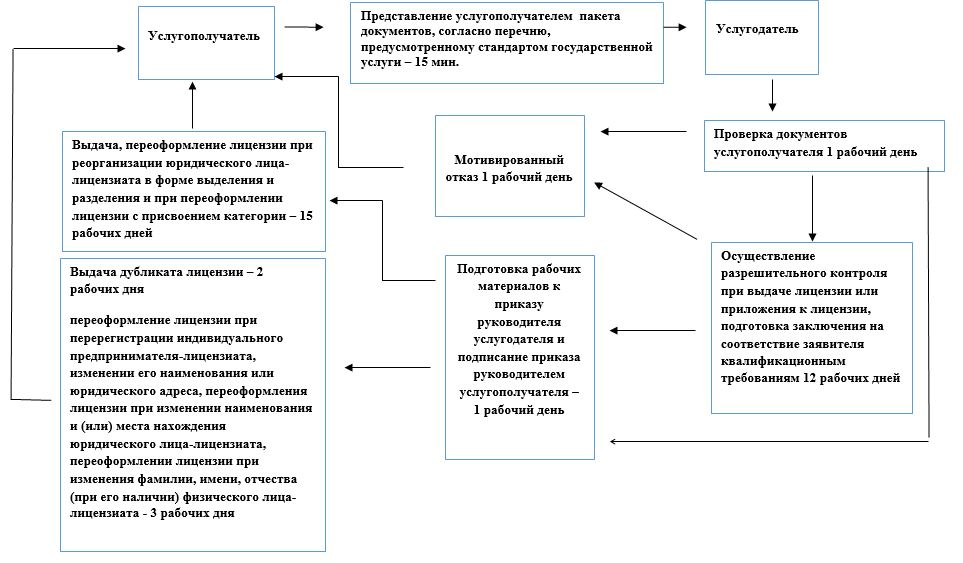 Услугополучатель
Представление услугополучателем пакета
документов, согласно перечню,
предусмотренному стандартом государственной
услуги – 15 мин.
Услугодатель
Проверка документов
услугополучателя 1 рабочий день
Мотивированный
отказ 1 рабочий день
Выдача, переоформление лицензии при
реорганизации юридического лица-
лицензиата в форме выделения и
разделения и при переоформлении
лицензии с присвоением категории – 15
рабочих дней
Осуществление
разрешительного контроля
при выдаче лицензии или
приложения к лицензии,
подготовка заключения на
соответствие заявителя
квалификационным
требованиям 12 рабочих дней
Подготовка рабочих
материалов к
приказу
руководителя
услугодателя и
подписание приказа
руководителем
услугополучателя –
1 рабочий день
Выдача дубликата лицензии – 2
рабочих дня
переоформление лицензии при
перерегистрации индивидуального
предпринимателя-лицензиата,
изменении его наименования или
юридического адреса, переоформления
лицензии при изменении наименования
и (или) места нахождения
юридического лица-лицензиата,
переоформлении лицензии при
изменения фамилии, имени, отчества
(при его наличии) физического лица-
лицензиата - 3 рабочих дня